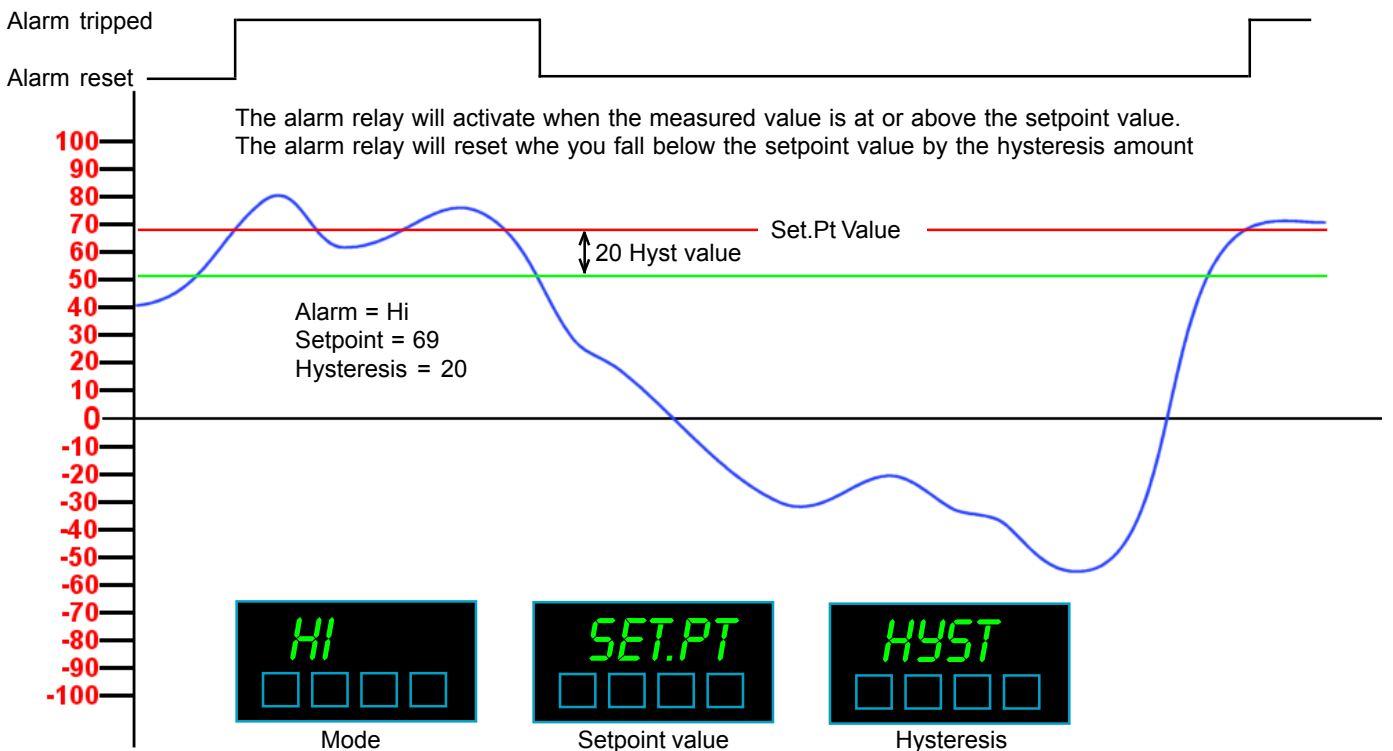 Alarm tripped
Alarm reset
The alarm relay will activate when the measured value is at or above the setpoint value.
The alarm relay will reset whe you fall below the setpoint value by the hysteresis amount
100
90
80
70
60
50
40
30
20
10
0
-10
-20
-30
-40
-50
-60
-70
-80
-90
-100
Set.Pt Value
20 Hyst value
Alarm = Hi
Setpoint = 69
Hysteresis = 20
HI
SET.PT
HYST
Mode
Setpoint value
Hysteresis